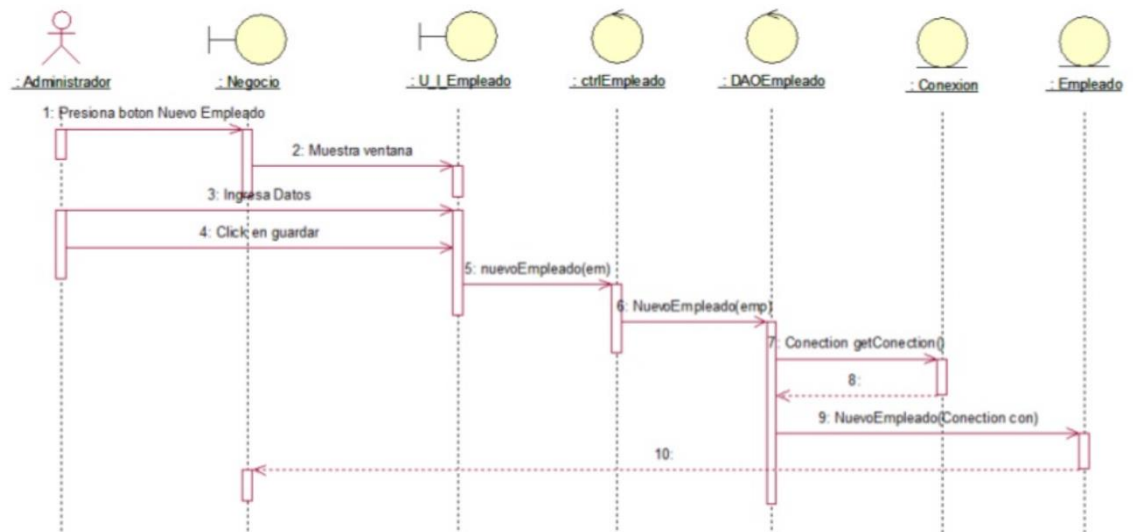 : Administrador
: Negocio
: U_I_Empleado
: ctrlEmpleado
: DAOEmpleado
: Conexion
: Empleado
1: Presiona boton Nuevo Empleado
2: Muestra ventana
3: Ingresa Datos
4: Click en guardar
5: nuevoEmpleado(em)
6: NuevoEmpleado(emp)
7: Conection getConection()
8:
9: NuevoEmpleado(Conection con)
10: